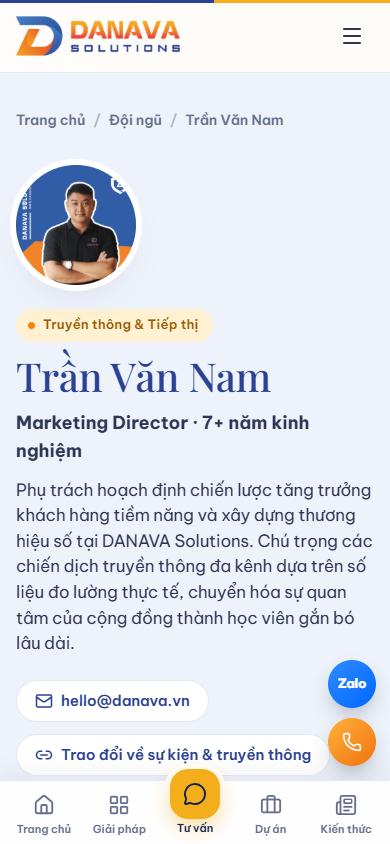 DANAVA
SOLUTIONS
Trang chủ / Đội ngũ / Trần Văn Nam
Truyền thông & Tiếp thị
Trần Văn Nam
Marketing Director · 7+ năm kinh
nghiệm
Phụ trách hoạch định chiến lược tăng trưởng
khách hàng tiềm năng và xây dựng thương
hiệu số tại DANAVA Solutions. Chú trọng các
chiến dịch truyền thông đa kênh dựa trên số
liệu đo lường thực tế, chuyển hóa sự quan
tâm của cộng đồng thành học viên gắn bó
lâu dài.
Zalo
hello@danava.vn
Trao đổi về sự kiện & truyền thông
Trang chủ
Giải pháp
Tư vấn
Dự án
Kiến thức